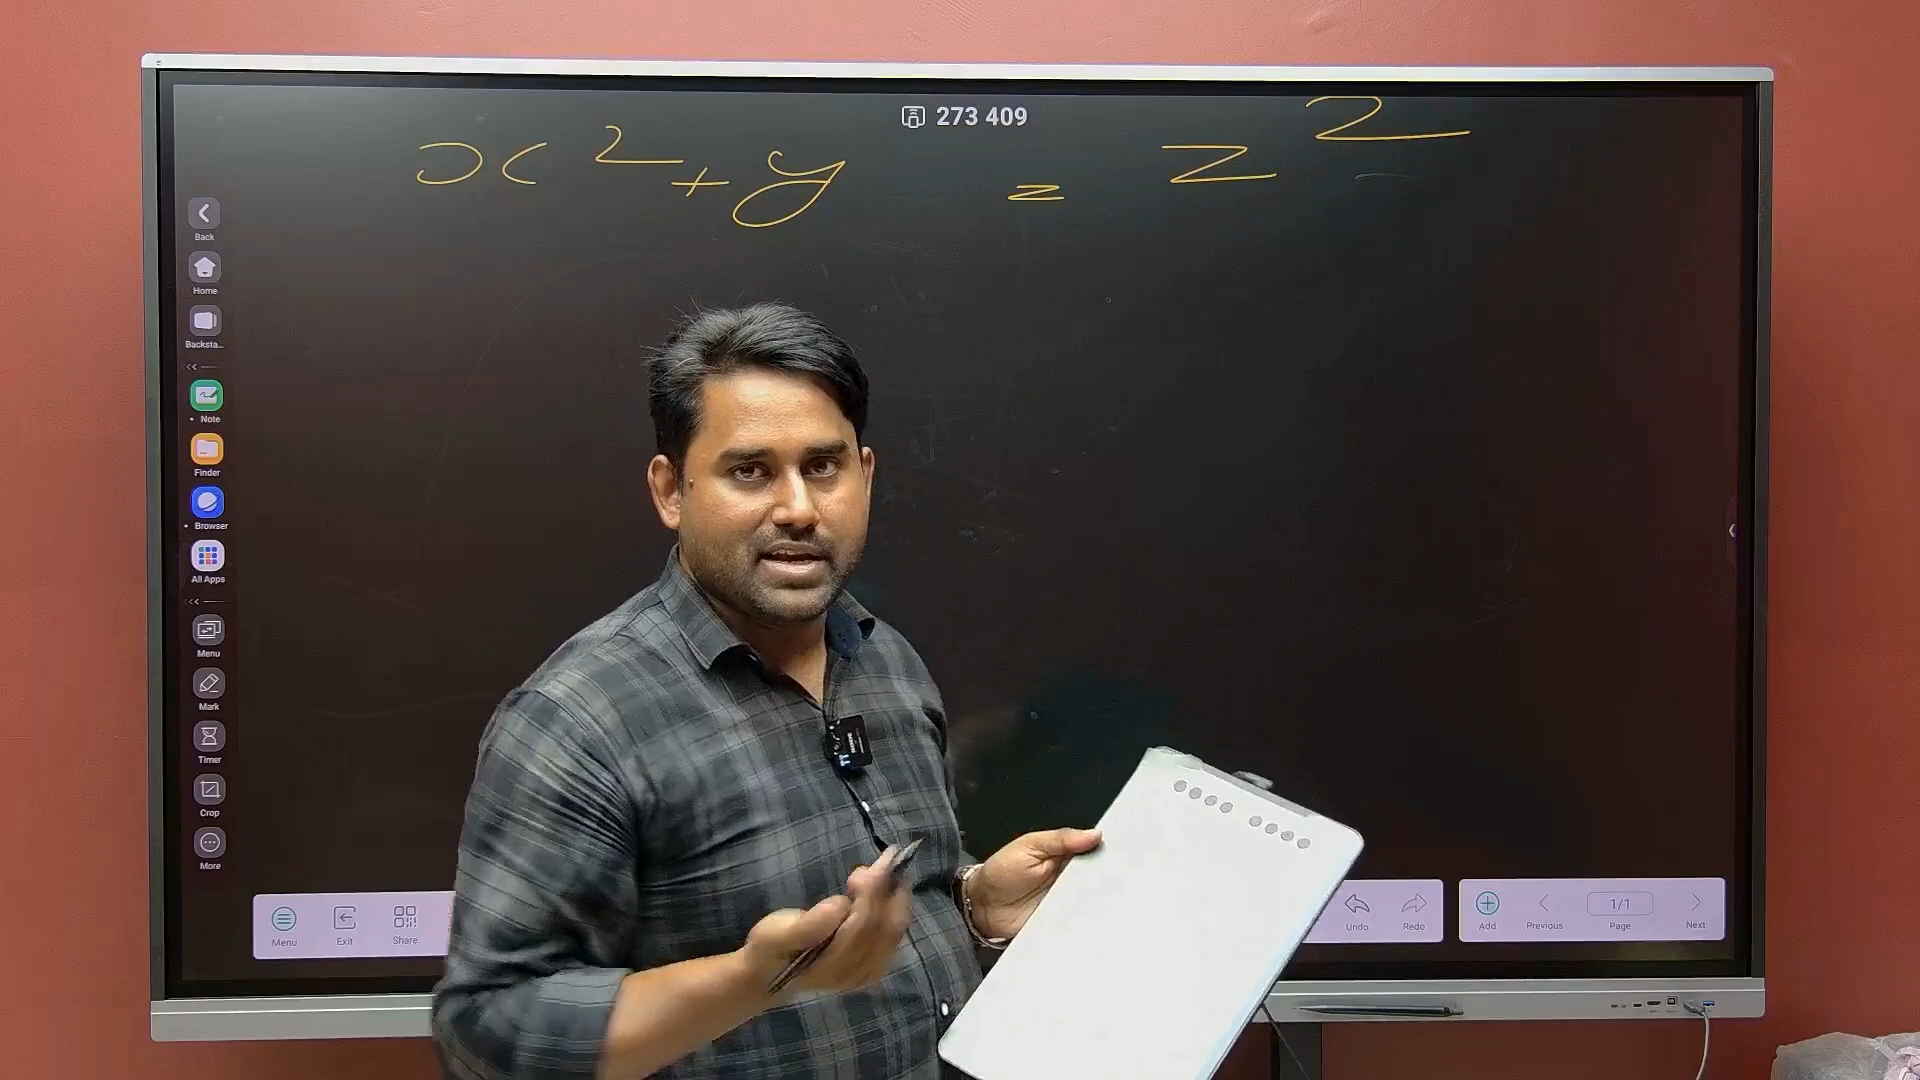 273 409
x² + y = z²
Back
Home
Backsta...
Note
Finder
Browser
All Apps
Menu
Mark
Timer
Crop
More
Menu Exit Share Undo Redo Add Previous 1/1 Page Next